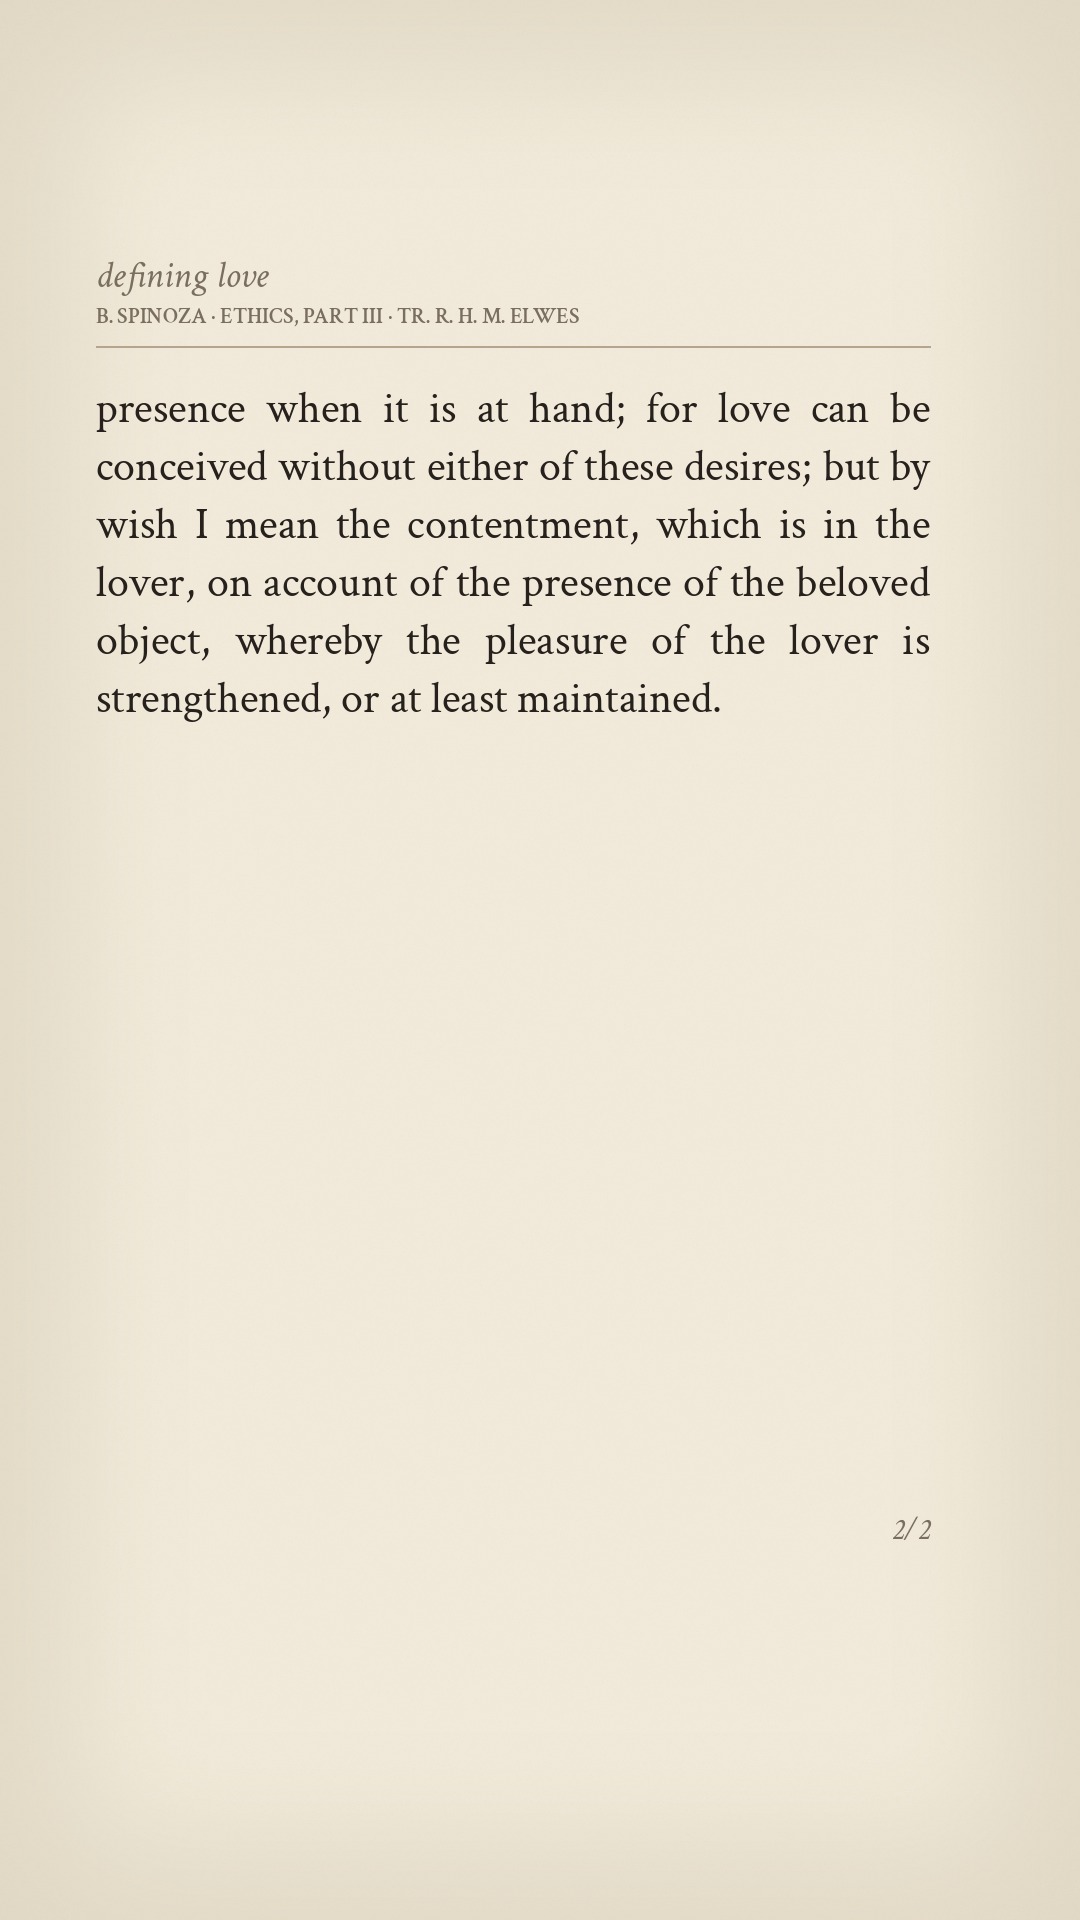 defining love
B. SPINOZA · ETHICS, PART III · TR. R. H. M. ELWES
presence when it is at hand; for love can be
conceived without either of these desires; but by
wish I mean the contentment, which is in the
lover, on account of the presence of the beloved
object, whereby the pleasure of the lover is
strengthened, or at least maintained.
2/2